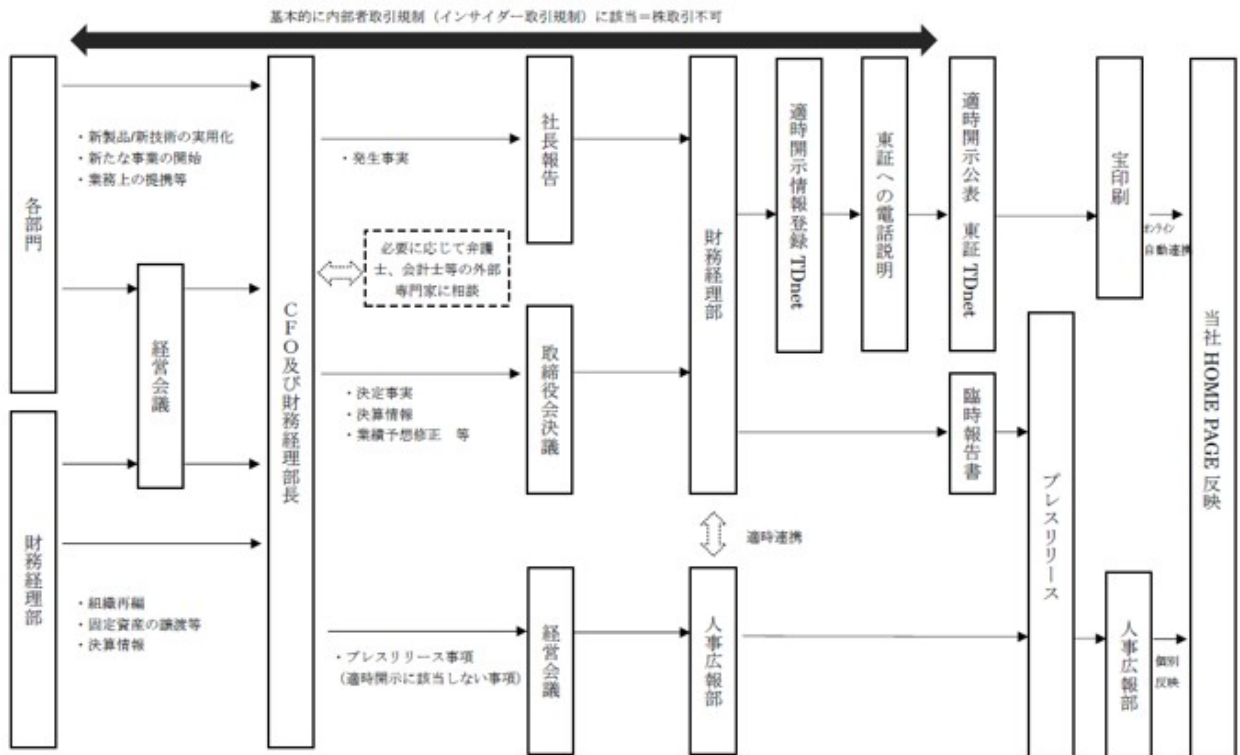 基本的に内部者取引規制（インサイダー取引規制）に該当＝株取引不可
各部門
財務経理部
・新製品/新技術の実用化
・新たな事業の開始
・業務上の提携等
経営会議
・組織再編
・固定資産の譲渡等
・決算情報
CFO及び財務経理部長
・発生事実
必要に応じて弁護
士、会計士等の外部
専門家に相談
・決定事実
・決算情報
・業績予想修正　等
・プレスリリース事項
（適時開示に該当しない事項）
社長報告
取締役会決議
経営会議
財務経理部
適時連携
人事広報部
適時開示情報登録 TDnet
東証への電話説明
適時開示公表　東証 TDnet
臨時報告書
プレスリリース
宝印刷
オンライン
自動連携
人事広報部
個別
反映
当社 HOME PAGE 反映